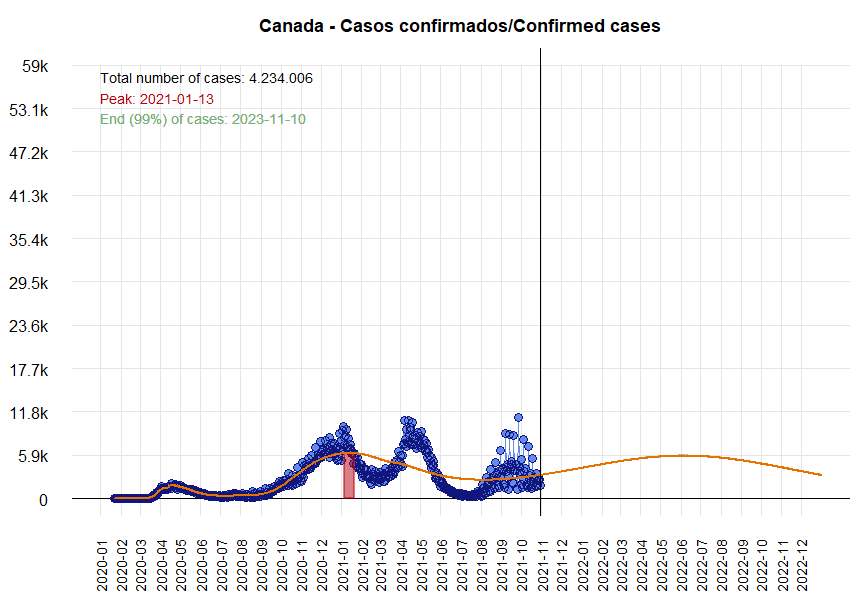 Canada - Casos confirmados/Confirmed cases
Total number of cases: 4.234.006
Peak: 2021-01-13
End (99%) of cases: 2023-11-10
59k
53.1k
47.2k
41.3k
35.4k
29.5k
23.6k
17.7k
11.8k
5.9k
0
2020-01
2020-02
2020-03
2020-04
2020-05
2020-06
2020-07
2020-08
2020-09
2020-10
2020-11
2020-12
2021-01
2021-02
2021-03
2021-04
2021-05
2021-06
2021-07
2021-08
2021-09
2021-10
2021-11
2021-12
2022-02
2022-03
2022-04
2022-05
2022-06
2022-07
2022-08
2022-09
2022-10
2022-11
2022-12